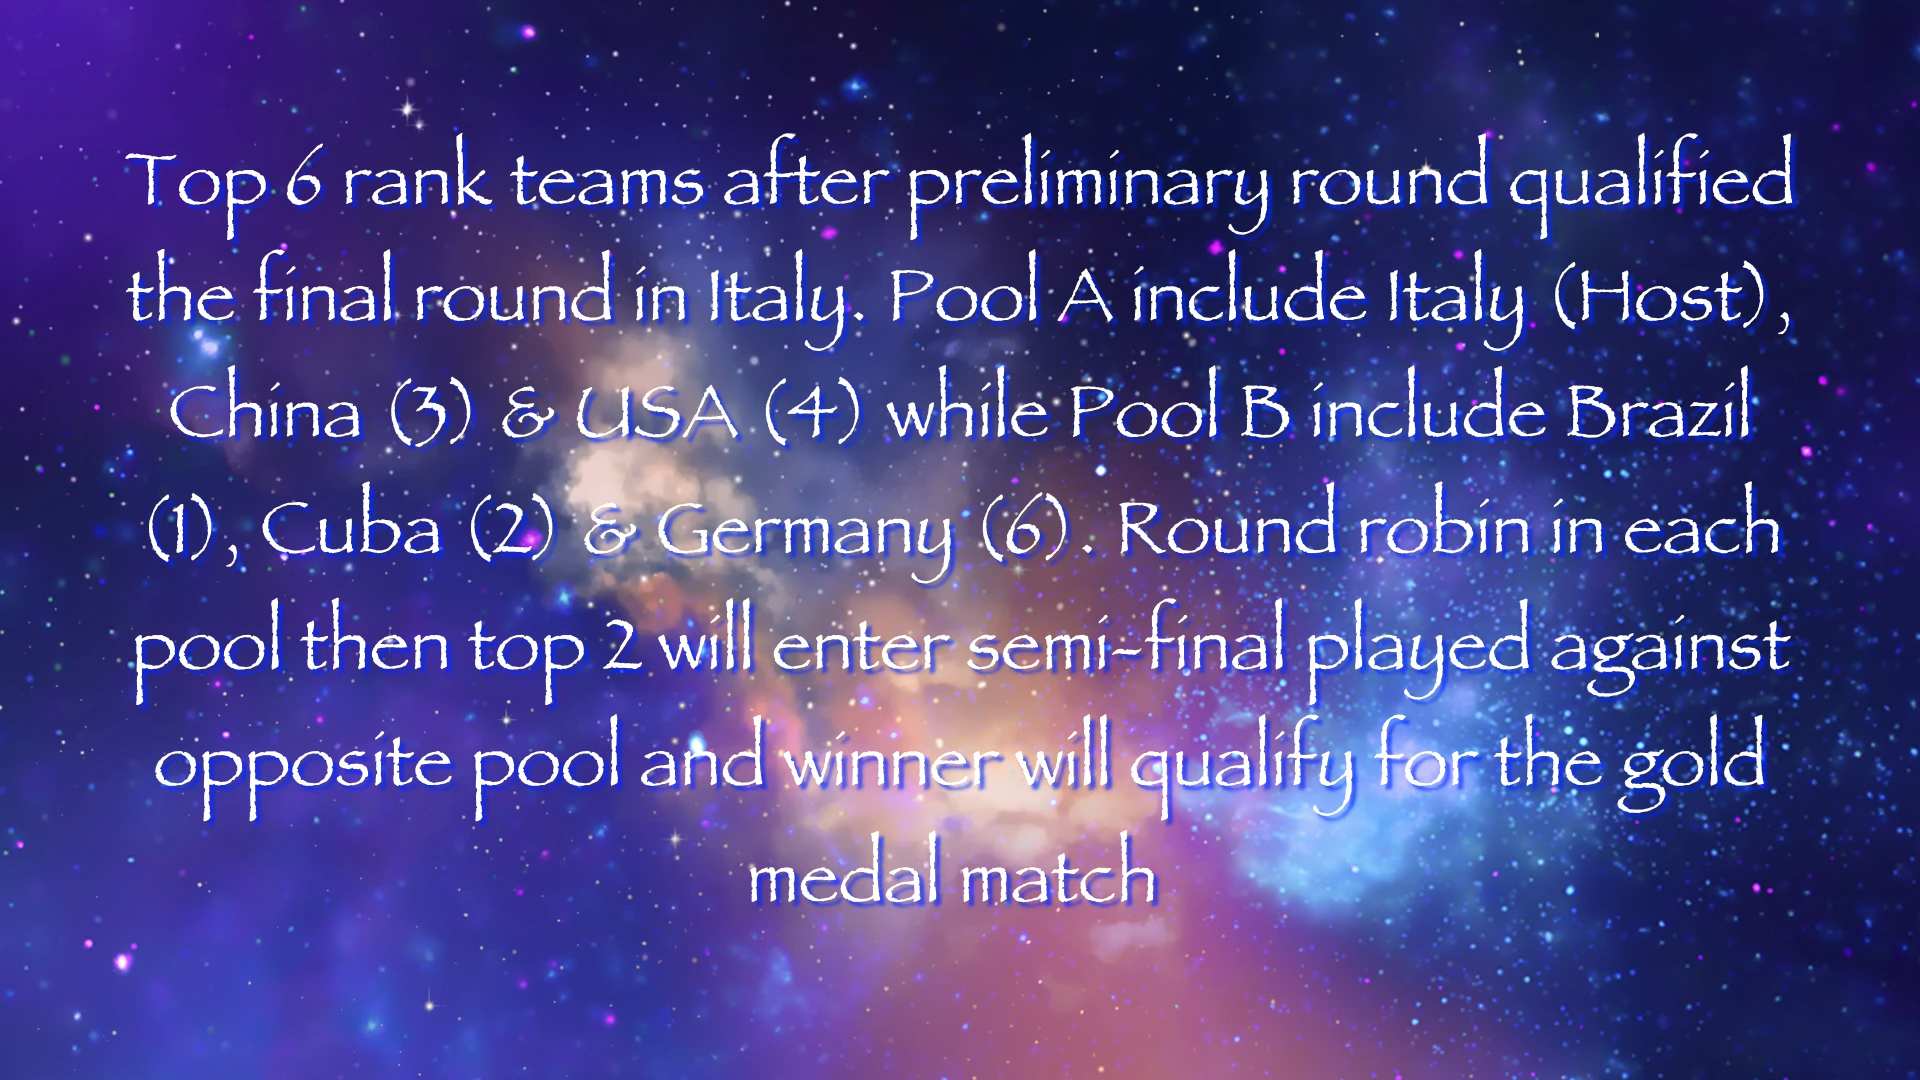 Top 6 rank teams after preliminary round qualified
the final round in Italy. Pool A include Italy (Host),
China (3) & USA (4) while Pool B include Brazil
(1), Cuba (2) & Germany (6). Round robin in each
pool then top 2 will enter semi-final played against
opposite pool and winner will qualify for the gold
medal match